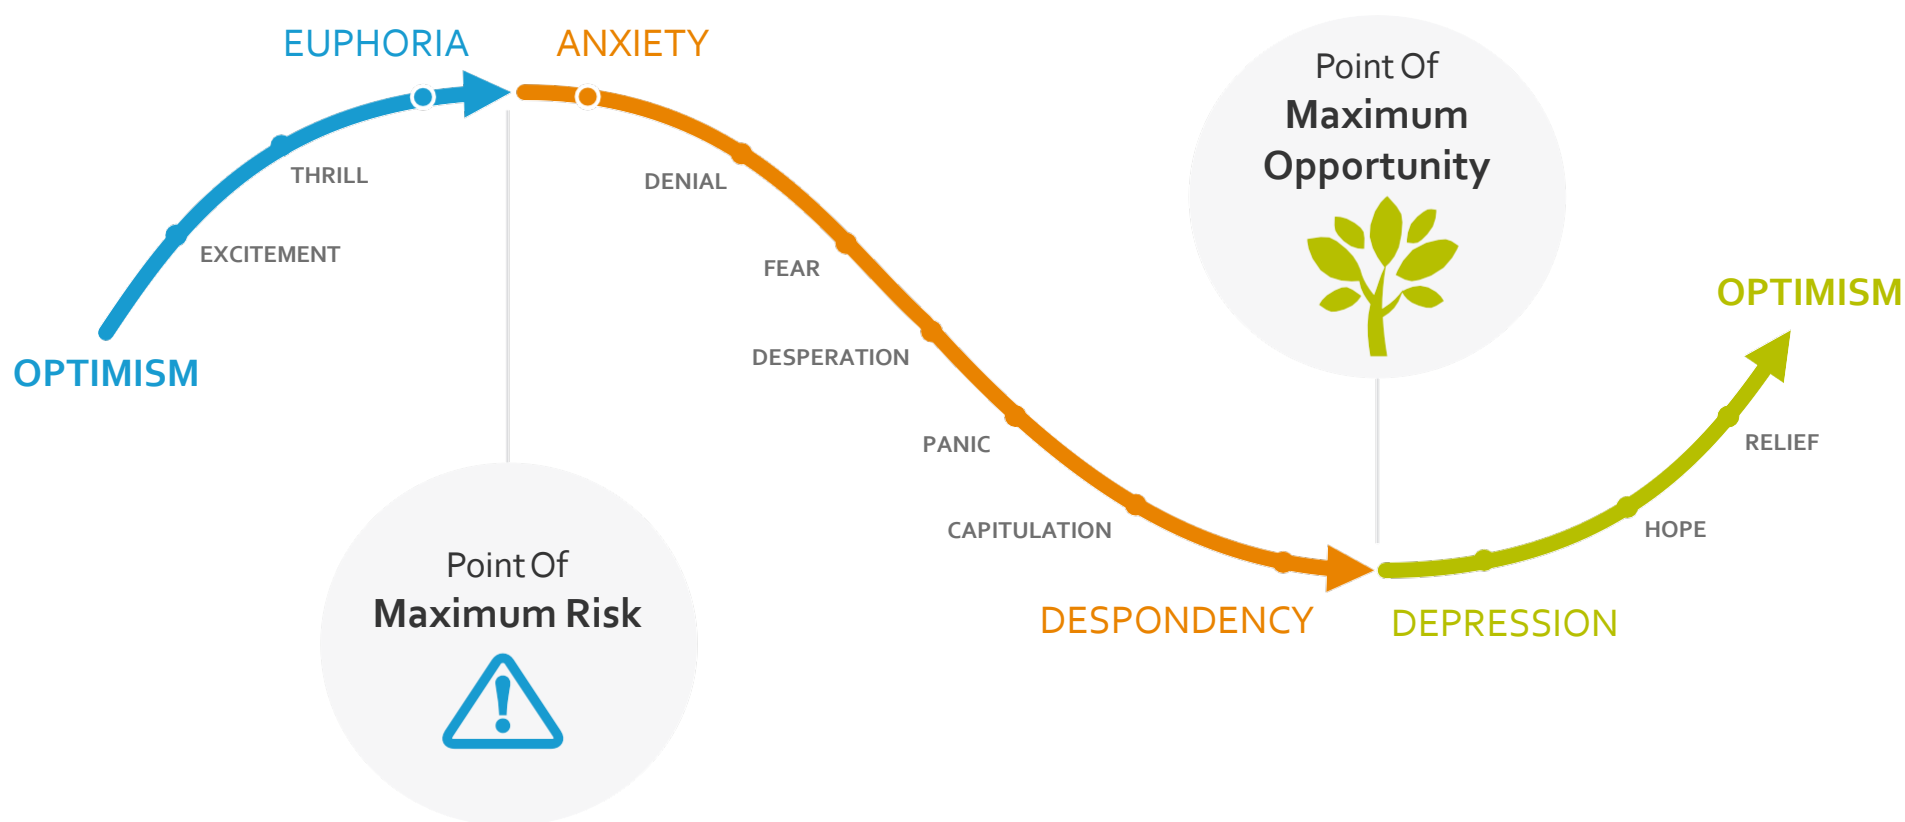 EUPHORIA
ANXIETY
THRILL
EXCITEMENT
OPTIMISM
Point Of
Maximum Risk
DENIAL
FEAR
DESPERATION
PANIC
CAPITULATION
DESPONDENCY
Point Of
Maximum
Opportunity
DEPRESSION
HOPE
RELIEF
OPTIMISM